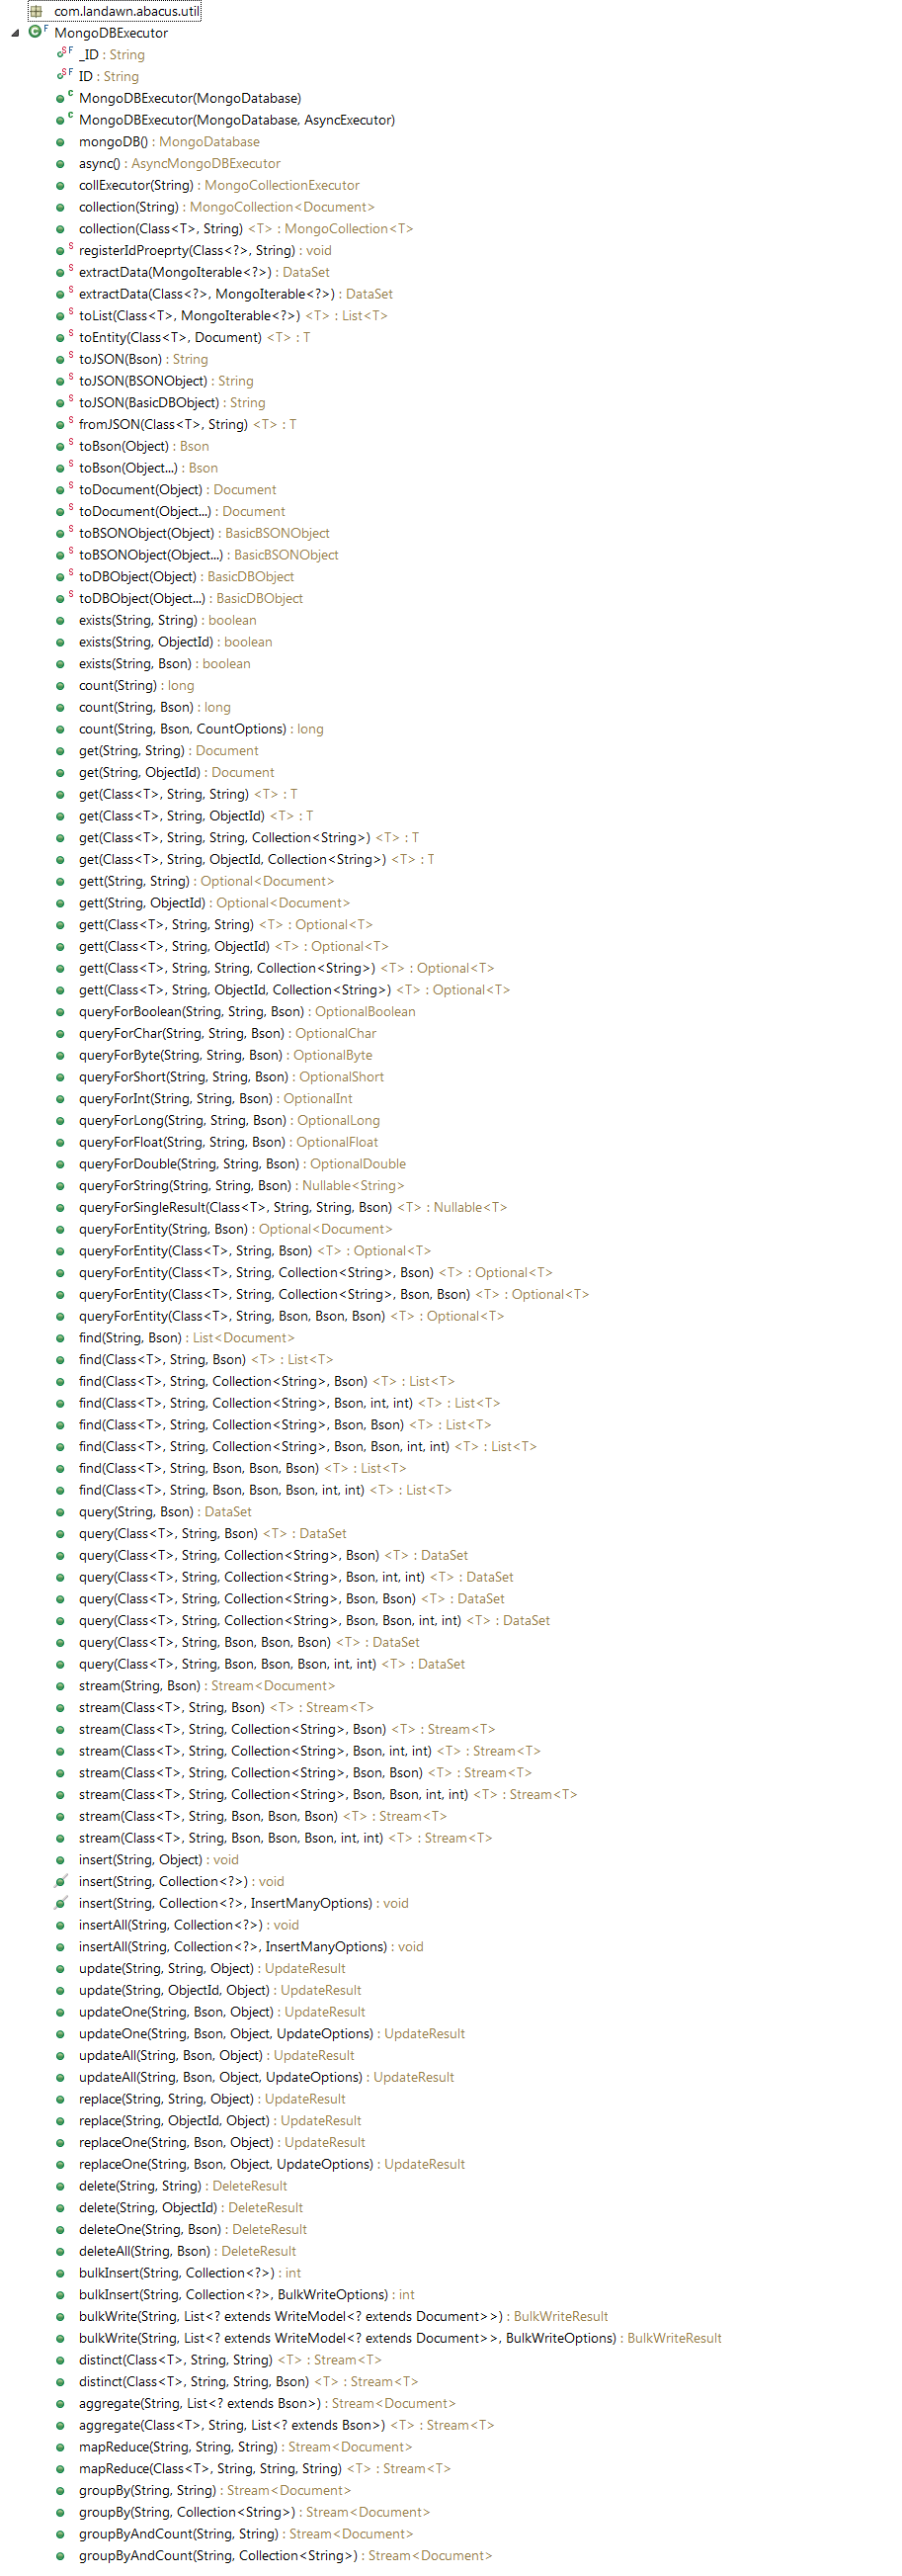 com.landawn.abacus.util
MongoDBExecutor
_ID : String
ID : String
MongoDBExecutor(MongoDatabase)
MongoDBExecutor(MongoDatabase, AsyncExecutor)
mongoDB() : MongoDatabase
async() : AsyncMongoDBExecutor
collExecutor(String) : MongoCollectionExecutor
collection(String) : MongoCollection<Document>
collection(Class<T>, String) <T> : MongoCollection<T>
registerIdProeprty(Class<?>, String) : void
extractData(MongoIterable<?>) : DataSet
extractData(Class<?>, MongoIterable<?>) : DataSet
toList(Class<T>, MongoIterable<?>) <T> : List<T>
toEntity(Class<T>, Document) <T> : T
toJSON(Bson) : String
toJSON(BSONObject) : String
toJSON(BasicDBObject) : String
fromJSON(Class<T>, String) <T> : T
toBson(Object) : Bson
toBson(Object...) : Bson
toDocument(Object) : Document
toDocument(Object...) : Document
toBSONObject(Object) : BasicBSONObject
toBSONObject(Object...) : BasicBSONObject
toDBObject(Object) : BasicDBObject
toDBObject(Object...) : BasicDBObject
exists(String, String) : boolean
exists(String, ObjectId) : boolean
exists(String, Bson) : boolean
count(String) : long
count(String, Bson) : long
count(String, Bson, CountOptions) : long
get(String, String) : Document
get(String, ObjectId) : Document
get(Class<T>, String, String) <T> : T
get(Class<T>, String, ObjectId) <T> : T
get(Class<T>, String, String, Collection<String>) <T> : T
get(Class<T>, String, ObjectId, Collection<String>) <T> : T
gett(String, String) : Optional<Document>
gett(String, ObjectId) : Optional<Document>
gett(Class<T>, String, String) <T> : Optional<T>
gett(Class<T>, String, ObjectId) <T> : Optional<T>
gett(Class<T>, String, String, Collection<String>) <T> : Optional<T>
gett(Class<T>, String, ObjectId, Collection<String>) <T> : Optional<T>
queryForBoolean(String, String, Bson) : OptionalBoolean
queryForChar(String, String, Bson) : OptionalChar
queryForByte(String, String, Bson) : OptionalByte
queryForShort(String, String, Bson) : OptionalShort
queryForInt(String, String, Bson) : OptionalInt
queryForLong(String, String, Bson) : OptionalLong
queryForFloat(String, String, Bson) : OptionalFloat
queryForDouble(String, String, Bson) : OptionalDouble
queryForString(String, String, Bson) : Nullable<String>
queryForSingleResult(Class<T>, String, String, Bson) <T> : Nullable<T>
queryForEntity(String, Bson) : Optional<Document>
queryForEntity(Class<T>, String, Bson) <T> : Optional<T>
queryForEntity(Class<T>, String, Collection<String>, Bson) <T> : Optional<T>
queryForEntity(Class<T>, String, Collection<String>, Bson, Bson) <T> : Optional<T>
queryForEntity(Class<T>, String, Bson, Bson, Bson) <T> : Optional<T>
find(String, Bson) : List<Document>
find(Class<T>, String, Bson) <T> : List<T>
find(Class<T>, String, Collection<String>, Bson) <T> : List<T>
find(Class<T>, String, Collection<String>, Bson, int, int) <T> : List<T>
find(Class<T>, String, Collection<String>, Bson, Bson) <T> : List<T>
find(Class<T>, String, Collection<String>, Bson, Bson, int, int) <T> : List<T>
find(Class<T>, String, Bson, Bson, Bson) <T> : List<T>
find(Class<T>, String, Bson, Bson, Bson, int, int) <T> : List<T>
query(String, Bson) : DataSet
query(Class<T>, String, Bson) <T> : DataSet
query(Class<T>, String, Collection<String>, Bson) <T> : DataSet
query(Class<T>, String, Collection<String>, Bson, int, int) <T> : DataSet
query(Class<T>, String, Collection<String>, Bson, Bson) <T> : DataSet
query(Class<T>, String, Collection<String>, Bson, Bson, int, int) <T> : DataSet
query(Class<T>, String, Bson, Bson, Bson) <T> : DataSet
query(Class<T>, String, Bson, Bson, Bson, int, int) <T> : DataSet
stream(String, Bson) : Stream<Document>
stream(Class<T>, String, Bson) <T> : Stream<T>
stream(Class<T>, String, Collection<String>, Bson) <T> : Stream<T>
stream(Class<T>, String, Collection<String>, Bson, int, int) <T> : Stream<T>
stream(Class<T>, String, Collection<String>, Bson, Bson) <T> : Stream<T>
stream(Class<T>, String, Collection<String>, Bson, Bson, int, int) <T> : Stream<T>
stream(Class<T>, String, Bson, Bson, Bson) <T> : Stream<T>
stream(Class<T>, String, Bson, Bson, Bson, int, int) <T> : Stream<T>
insert(String, Object) : void
insert(String, Collection<?>) : void
insert(String, Collection<?>, InsertManyOptions) : void
insertAll(String, Collection<?>) : void
insertAll(String, Collection<?>, InsertManyOptions) : void
update(String, String, Object) : UpdateResult
update(String, ObjectId, Object) : UpdateResult
updateOne(String, Bson, Object) : UpdateResult
updateOne(String, Bson, Object, UpdateOptions) : UpdateResult
updateAll(String, Bson, Object) : UpdateResult
updateAll(String, Bson, Object, UpdateOptions) : UpdateResult
replace(String, String, Object) : UpdateResult
replace(String, ObjectId, Object) : UpdateResult
replaceOne(String, Bson, Object) : UpdateResult
replaceOne(String, Bson, Object, UpdateOptions) : UpdateResult
delete(String, String) : DeleteResult
delete(String, ObjectId) : DeleteResult
deleteOne(String, Bson) : DeleteResult
deleteAll(String, Bson) : DeleteResult
bulkInsert(String, Collection<?>) : int
bulkInsert(String, Collection<?>, BulkWriteOptions) : int
bulkWrite(String, List<? extends WriteModel<? extends Document>>) : BulkWriteResult
bulkWrite(String, List<? extends WriteModel<? extends Document>>, BulkWriteOptions) : BulkWriteResult
distinct(Class<T>, String, String) <T> : Stream<T>
distinct(Class<T>, String, String, Bson) <T> : Stream<T>
aggregate(String, List<? extends Bson>) : Stream<Document>
aggregate(Class<T>, String, List<? extends Bson>) <T> : Stream<T>
mapReduce(String, String, String) : Stream<Document>
mapReduce(Class<T>, String, String, String) <T> : Stream<T>
groupBy(String, String) : Stream<Document>
groupBy(String, Collection<String>) : Stream<Document>
groupByAndCount(String, String) : Stream<Document>
groupByAndCount(String, Collection<String>) : Stream<Document>